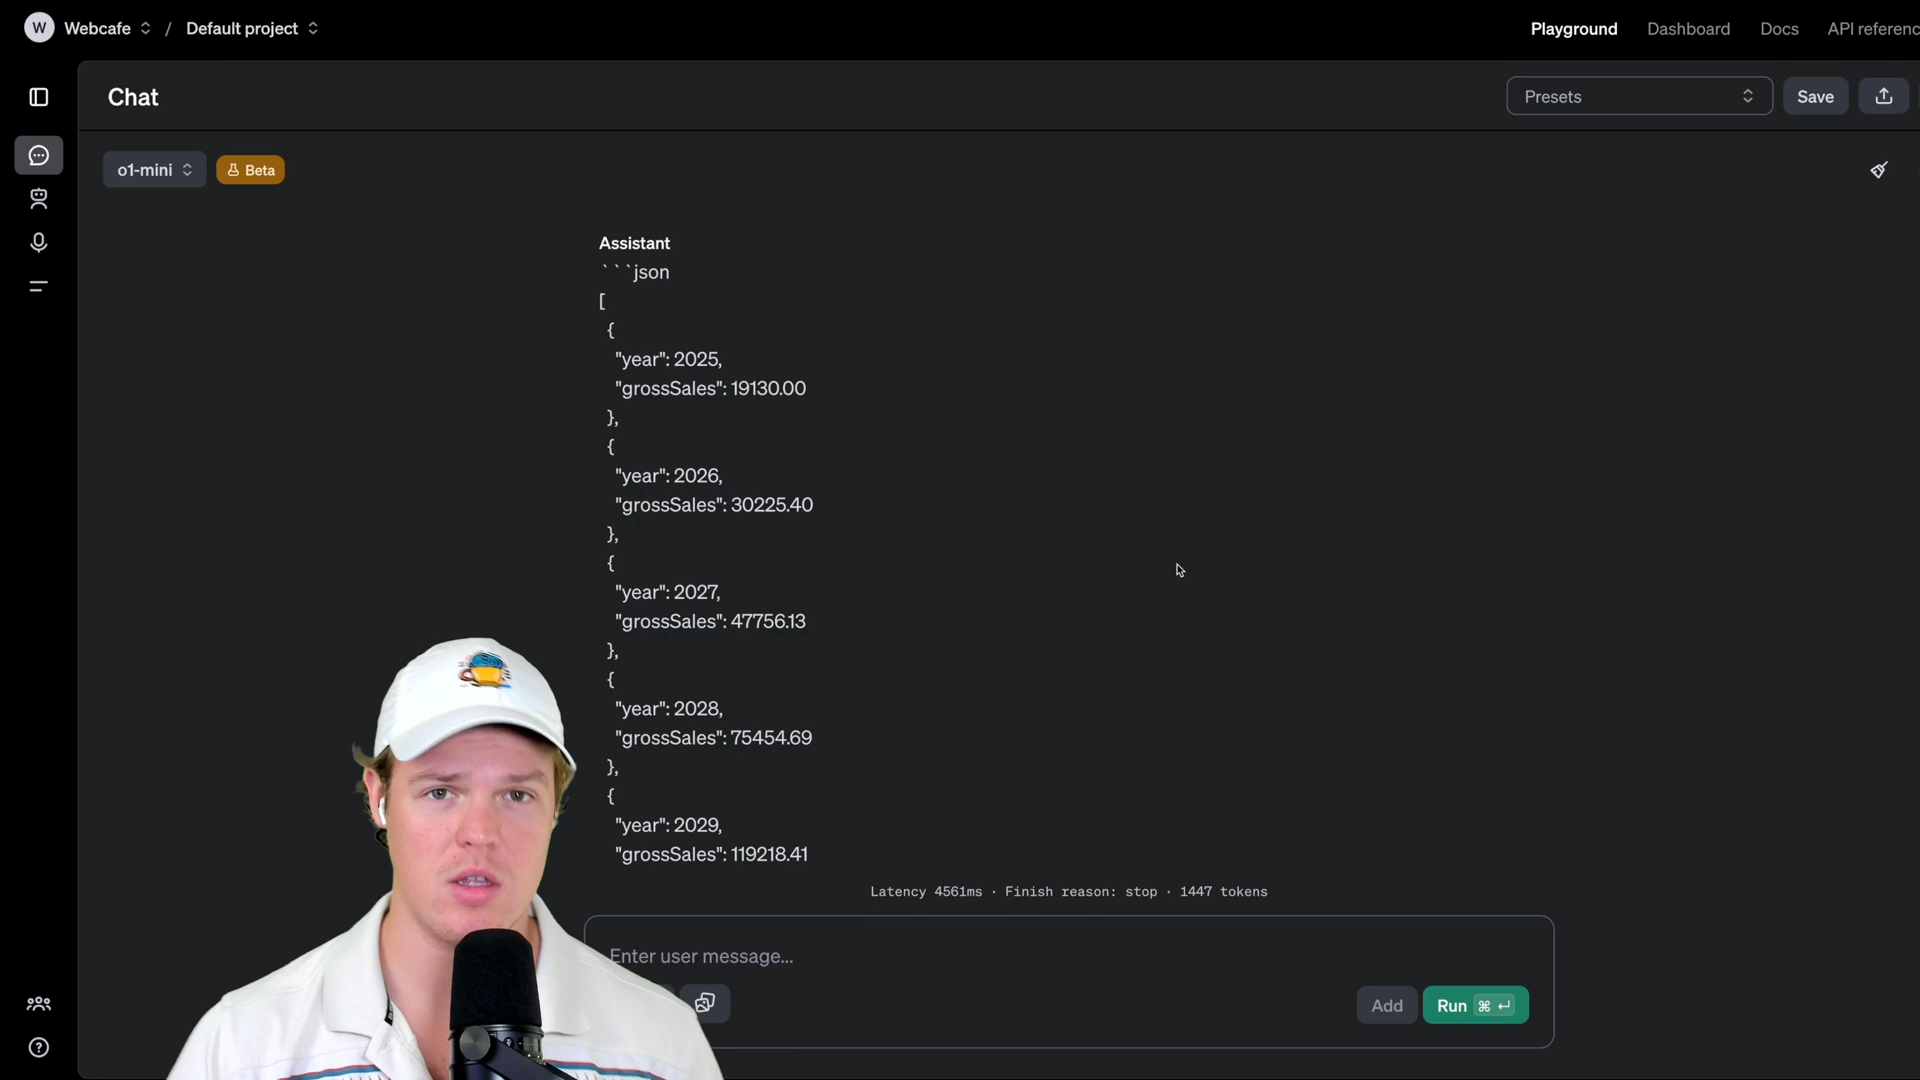 W Webcafe / Default project
Playground Dashboard Docs API referenc
Chat
Presets
Save
o1-mini
Beta
Assistant
```json
[
{
"year": 2025,
"grossSales": 19130.00
},
{
"year": 2026,
"grossSales": 30225.40
},
{
"year": 2027,
"grossSales": 47756.13
},
{
"year": 2028,
"grossSales": 75454.69
},
{
"year": 2029,
"grossSales": 119218.41
Latency 4561ms · Finish reason: stop · 1447 tokens
Enter user message...
Add
Run ⌘ ↵